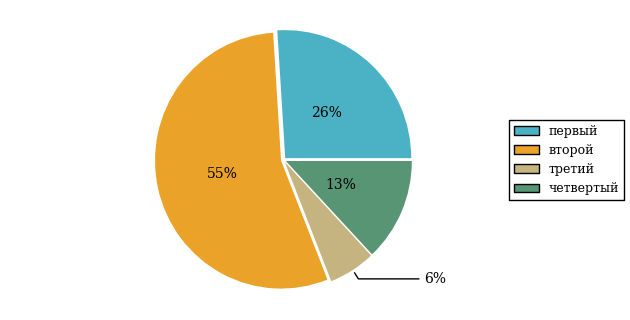 26%
55%
13%
6%
первый
второй
третий
четвертый